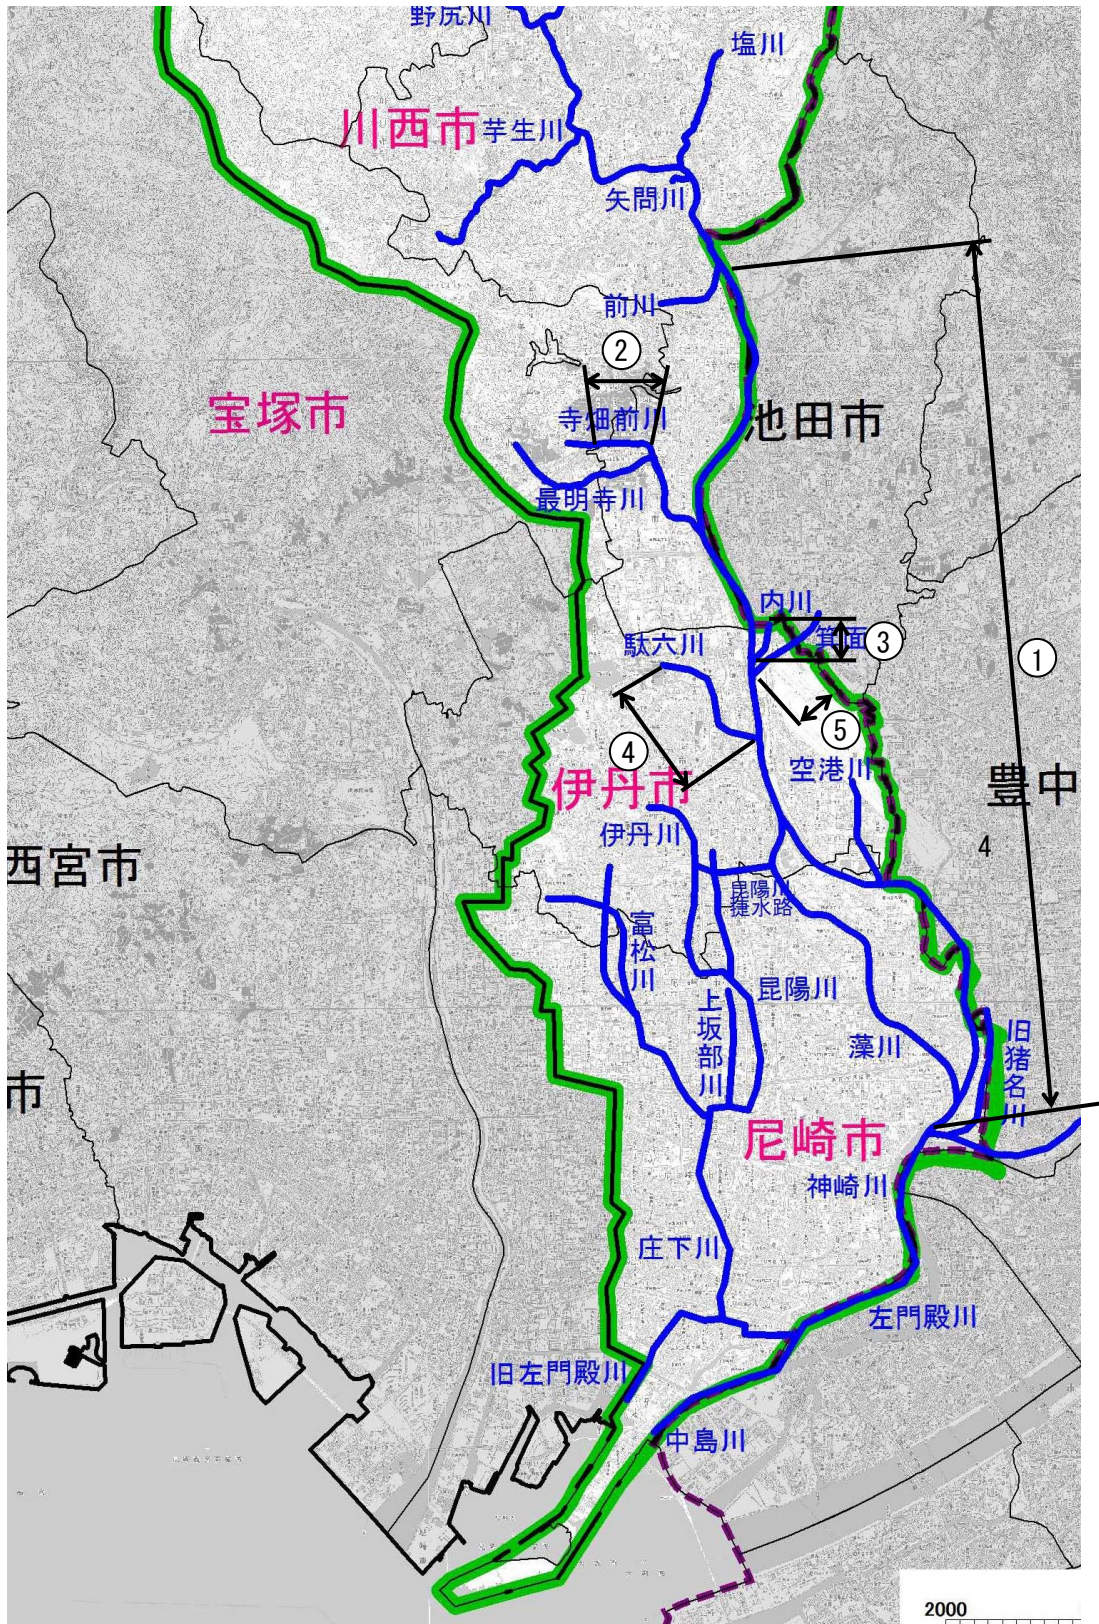 野尻川
塩川
川西市
芋生川
矢問川
前川
②
宝塚市
寺畑前川
池田市
最明寺川
内川
箕面
③
駄六川
①
⑤
④
空港川
伊丹市
豊中
伊丹川
4
西宮市
昆陽川
捷水路
富松川
昆陽川
上坂部川
藻川
旧猪名川
市
尼崎市
神崎川
庄下川
左門殿川
旧左門殿川
中島川
2000